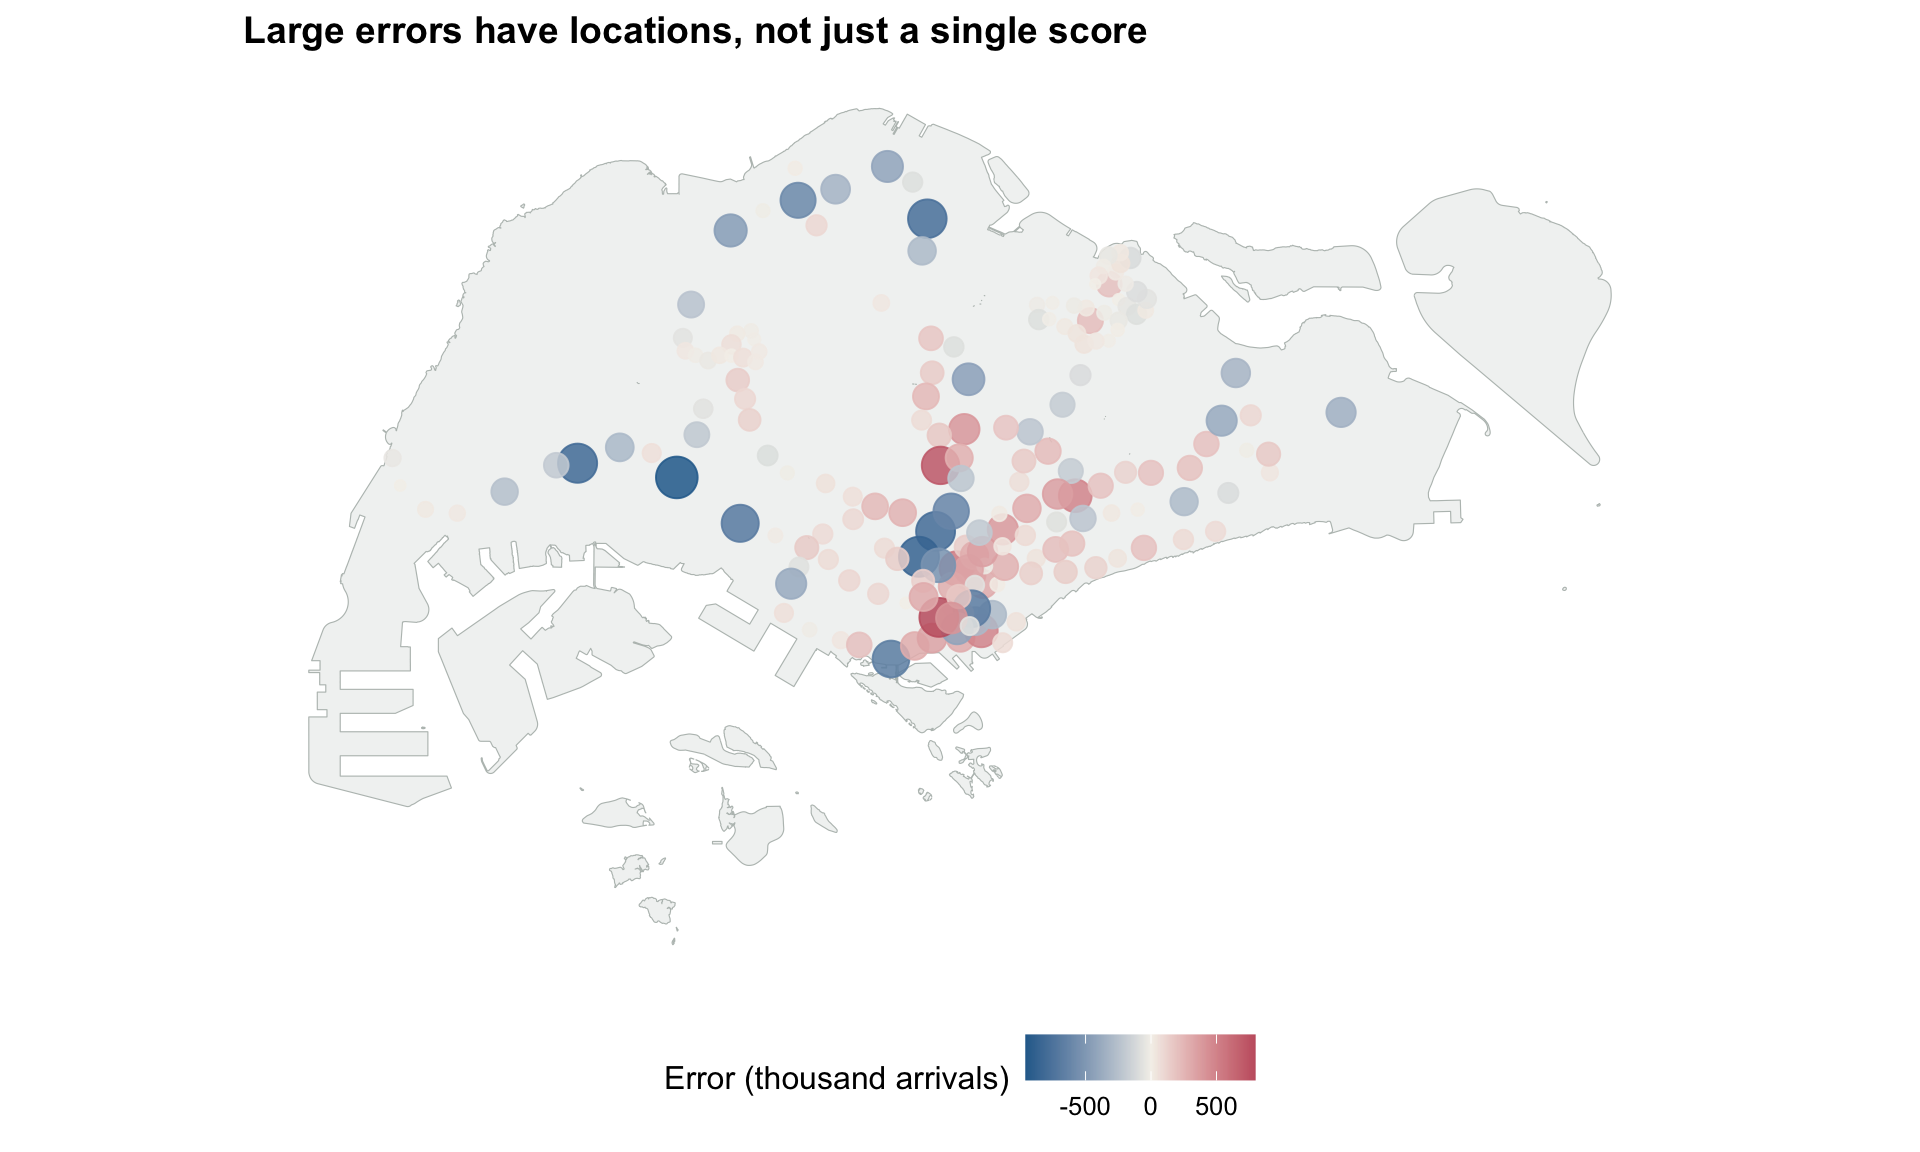 Large errors have locations, not just a single score
Error (thousand arrivals)
-500 0 500